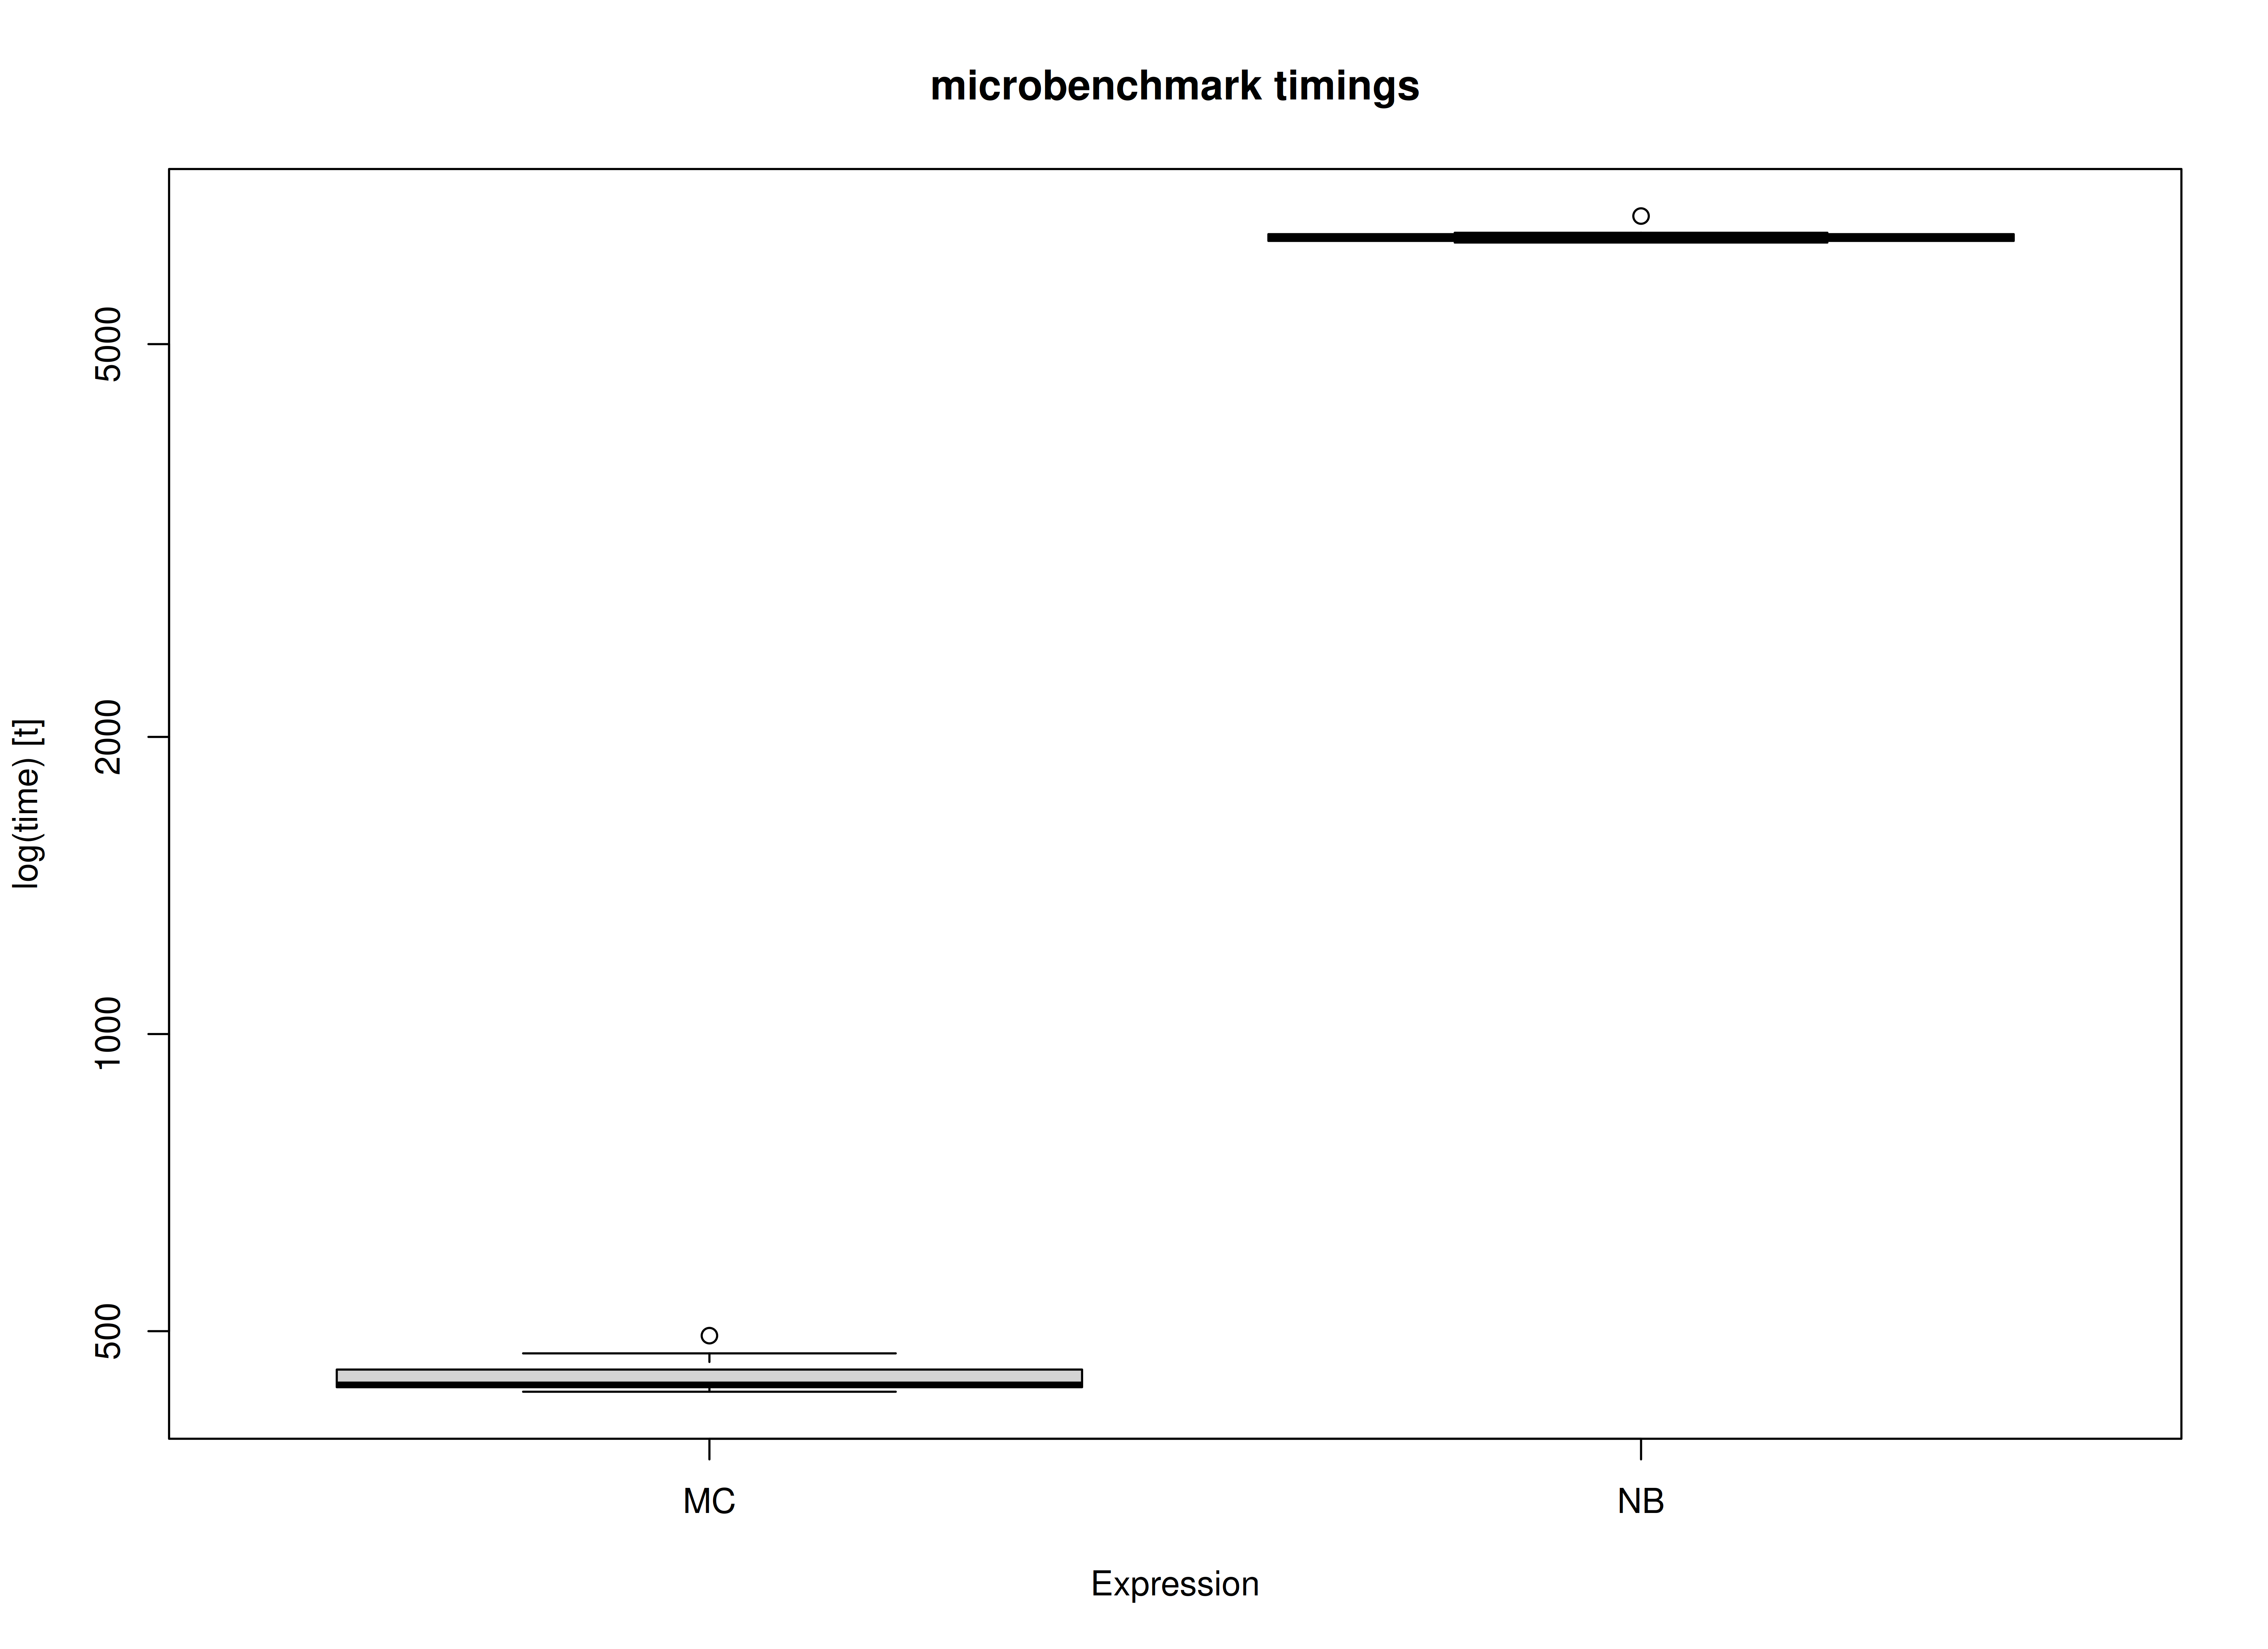 microbenchmark timings
log(time) [t]
5000
2000
1000
500
MC
NB
Expression